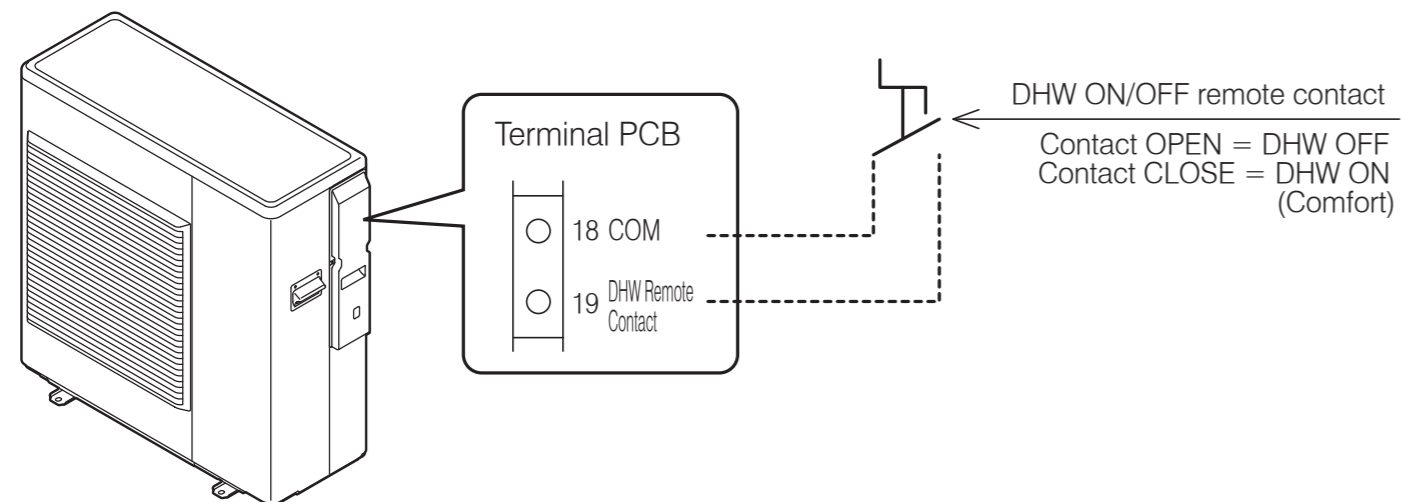 Terminal PCB
18 COM
19 DHW Remote
Contact
DHW ON/OFF remote contact
Contact OPEN = DHW OFF
Contact CLOSE = DHW ON
(Comfort)